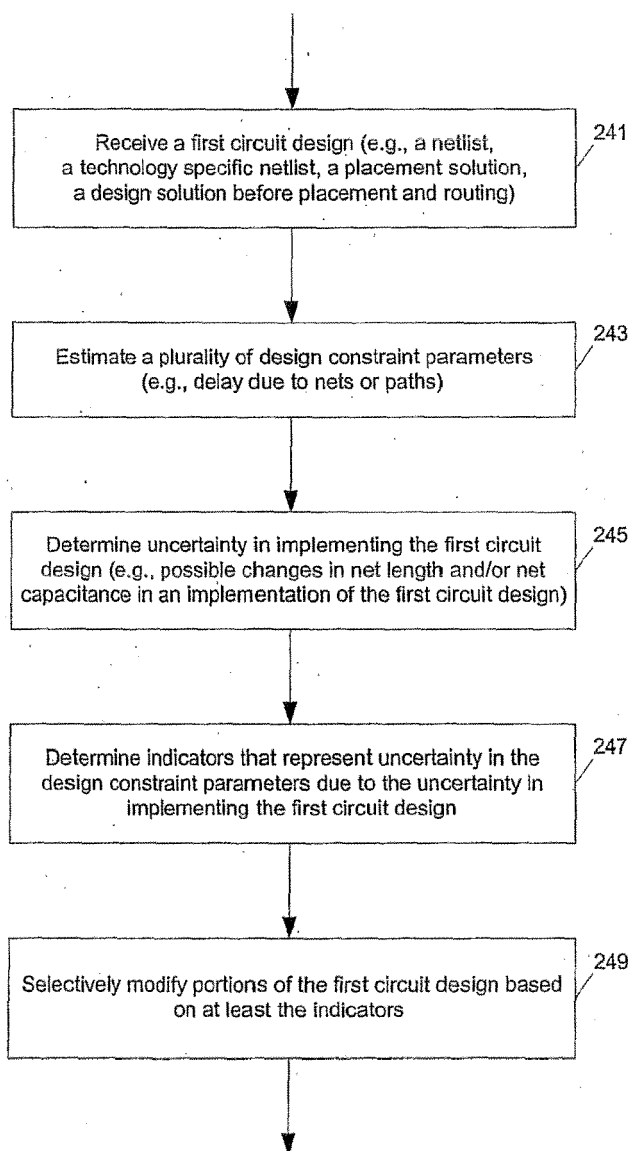 Receive a first circuit design (e.g., a netlist,
a technology specific netlist, a placement solution,
a design solution before placement and routing)
241
Estimate a plurality of design constraint parameters
(e.g., delay due to nets or paths)
243
Determine uncertainty in implementing the first circuit
design (e.g., possible changes in net length and/or net
capacitance in an implementation of the first circuit design)
245
Determine indicators that represent uncertainty in the
design constraint parameters due to the uncertainty in
implementing the first circuit design
247
Selectively modify portions of the first circuit design based
on at least the indicators
249